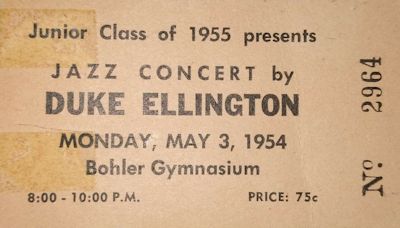 Junior Class of 1955 presents
JAZZ CONCERT by
DUKE ELLINGTON
MONDAY, MAY 3, 1954
Bohler Gymnasium
8:00 - 10:00 P.M. PRICE: 75c
No. 2964